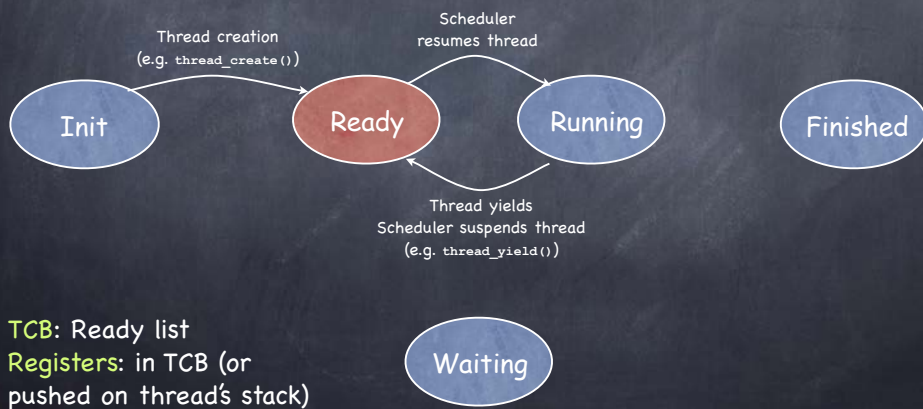 Scheduler
resumes thread
Thread creation
(e.g. thread_create())
Init
Ready
Running
Finished
Thread yields
Scheduler suspends thread
(e.g. thread_yield())
TCB: Ready list
Registers: in TCB (or
pushed on thread's stack)
Waiting